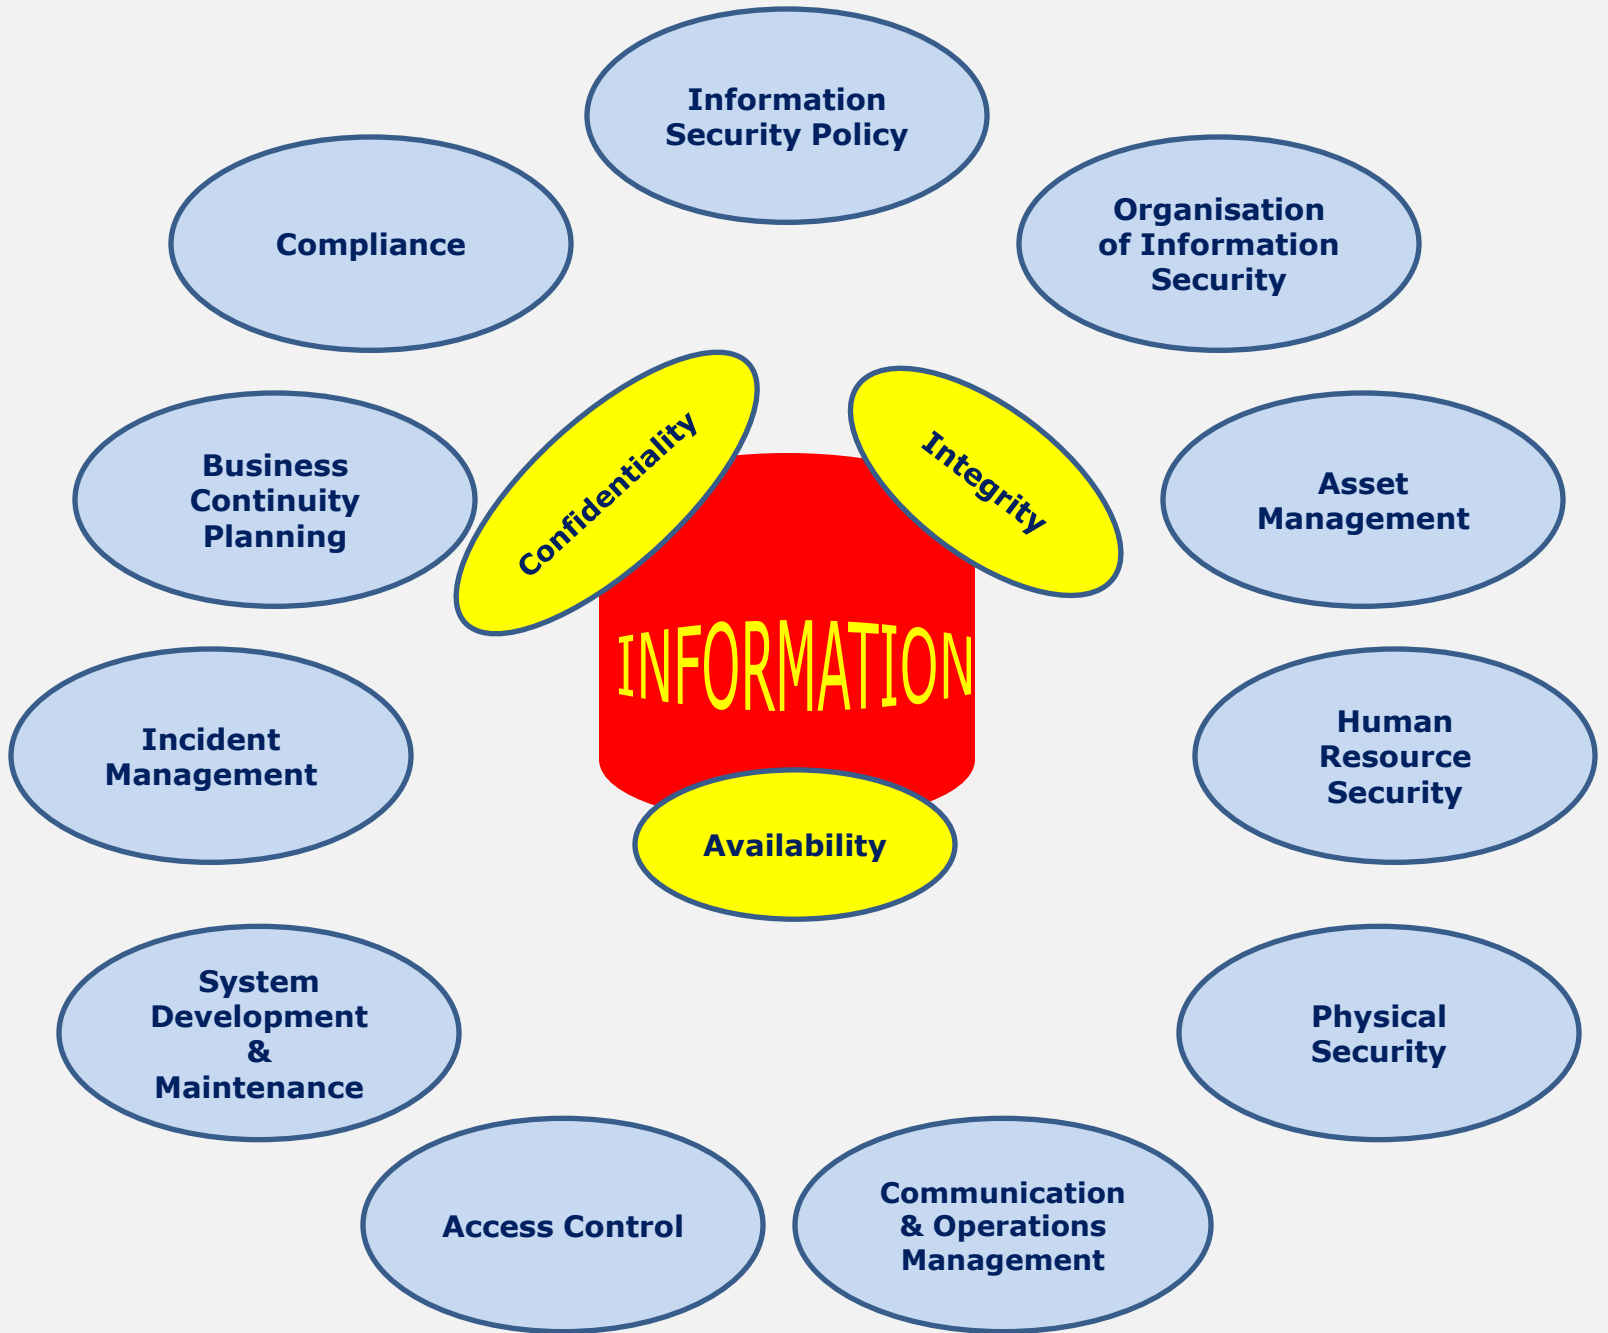 Information
Security Policy
Organisation
of Information
Security
Compliance
Confidentiality
Integrity
Business
Continuity
Planning
Asset
Management
INFORMATION
Incident
Management
Human
Resource
Security
Availability
System
Development
&
Maintenance
Physical
Security
Access Control
Communication
& Operations
Management